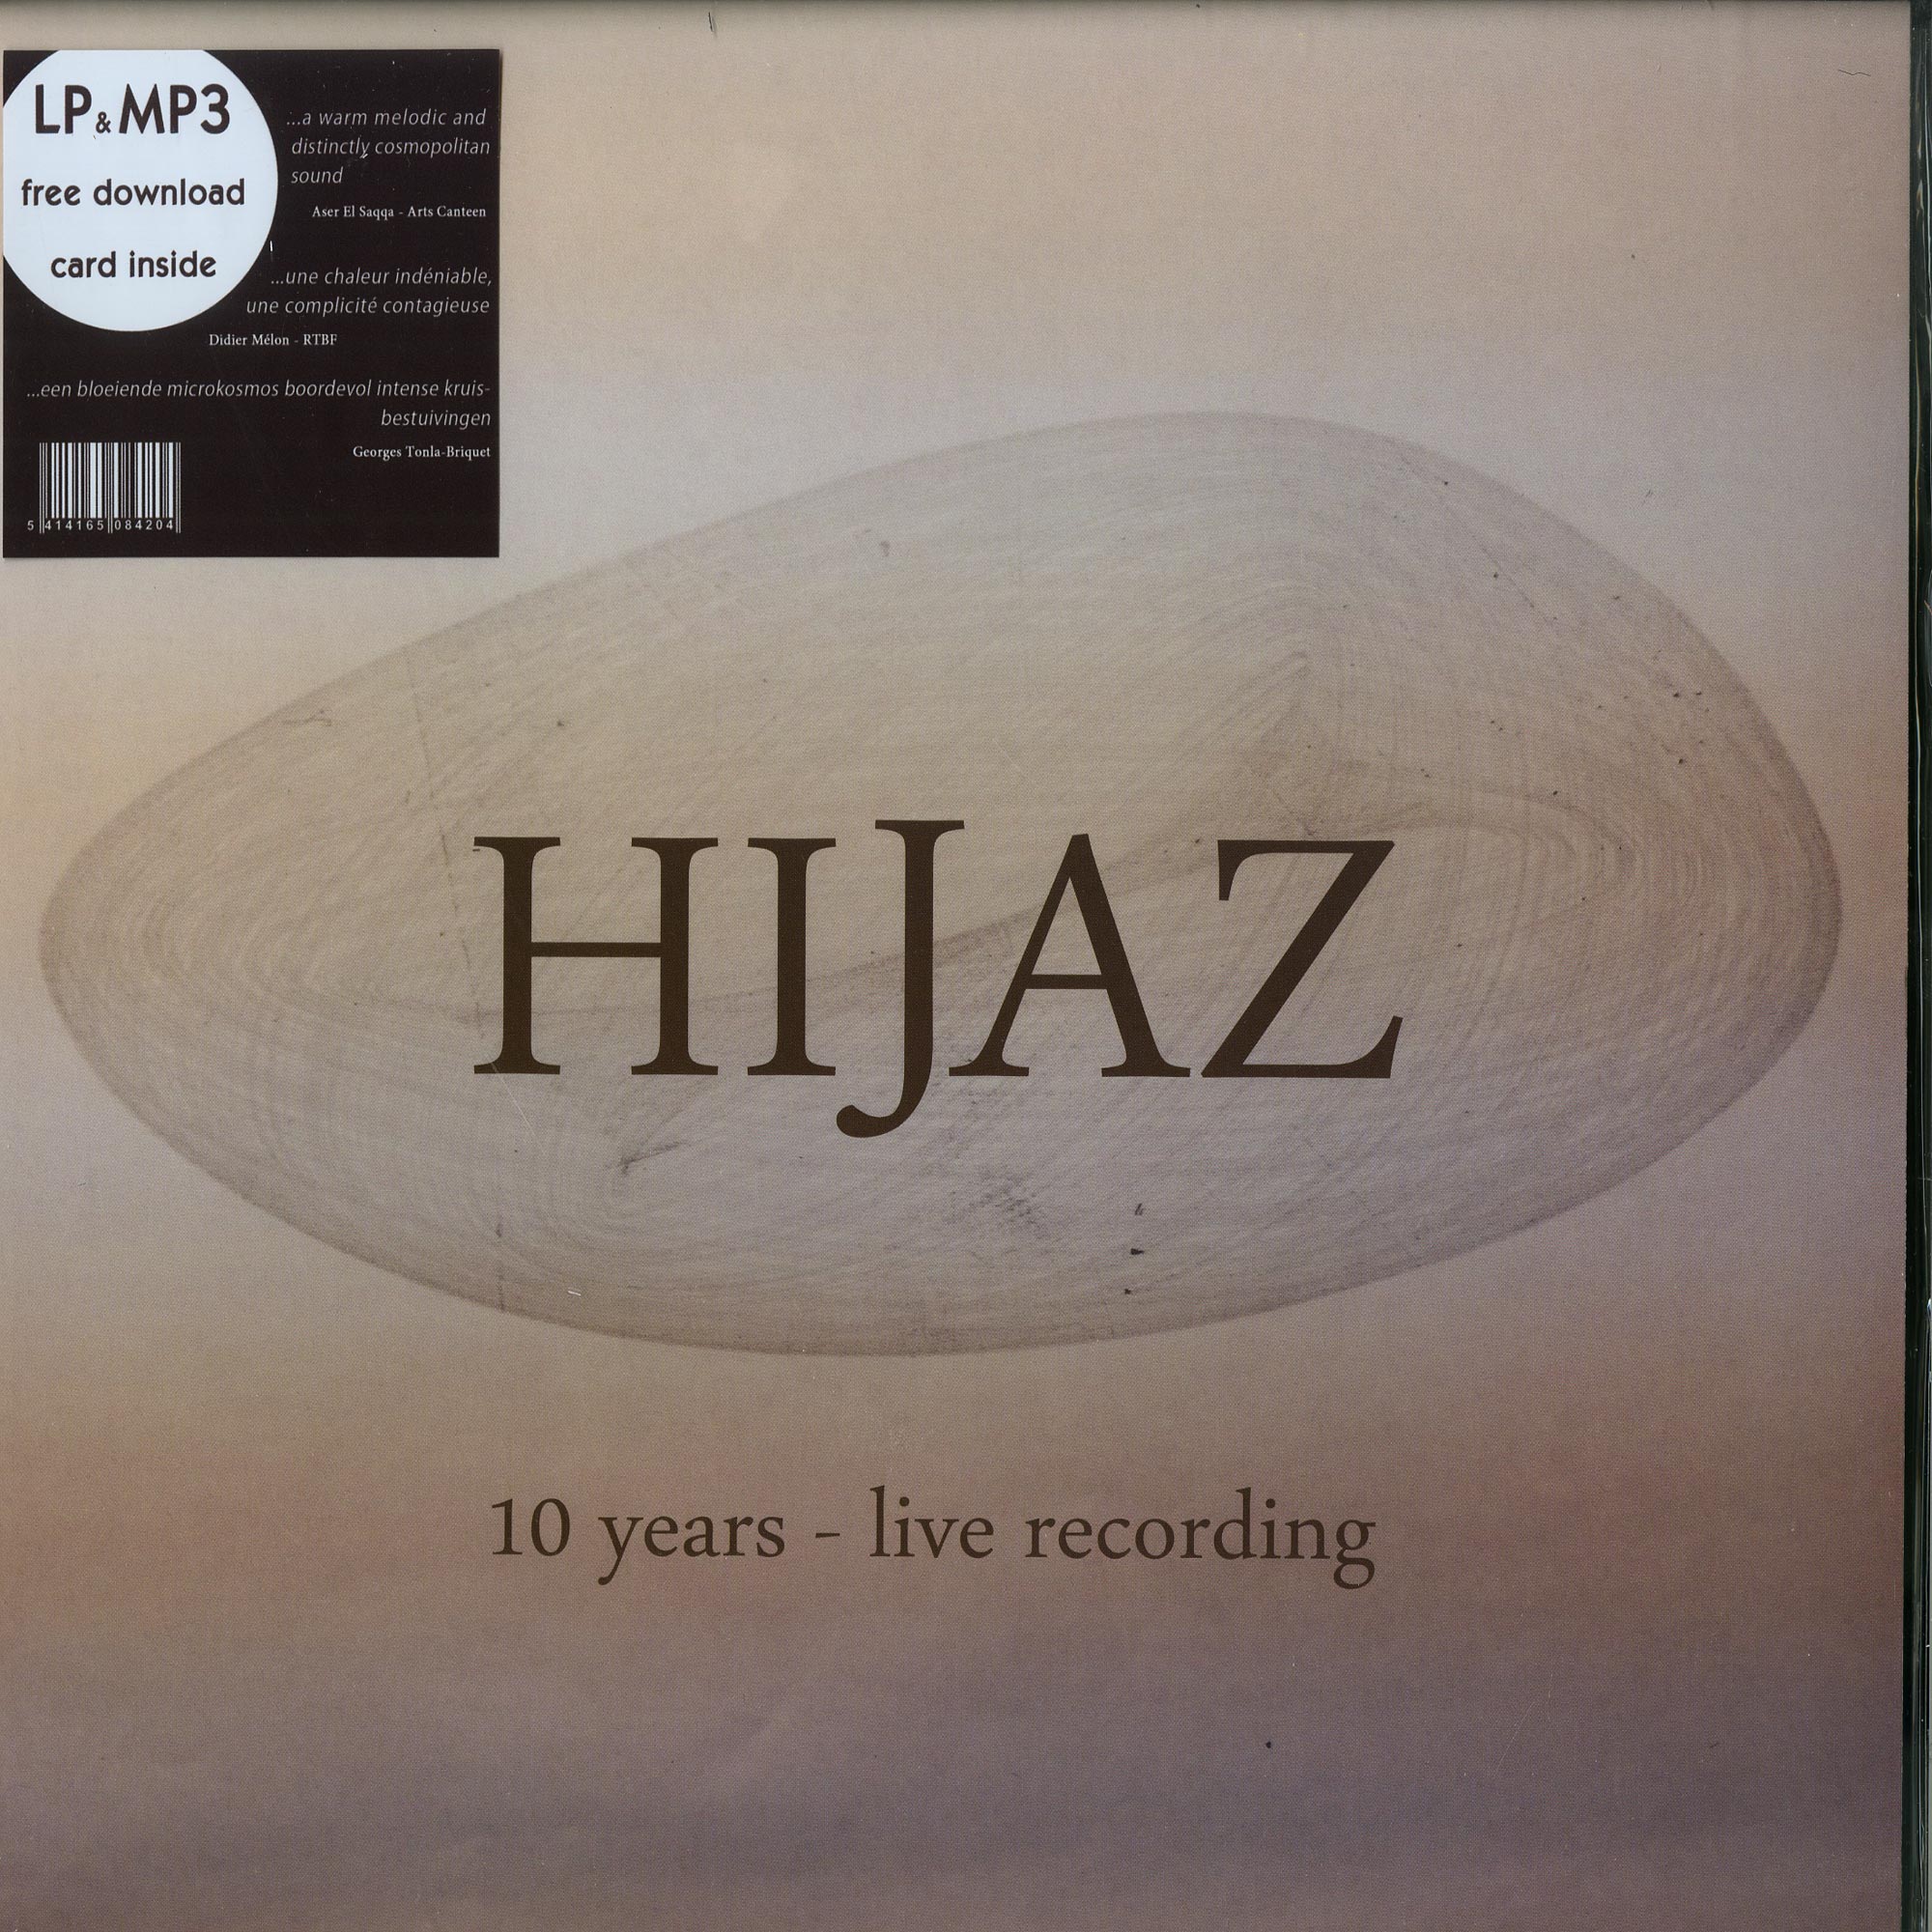 LP & MP3
free download
card inside
...a warm melodic and
distinctly cosmopolitan
sound
Aser El Saqqa - Arts Canteen
...une chaleur indéniable,
une complicité contagieuse
Didier Mélon - RTBF
...een bloeiende microkosmos boordevol intense kruis-
bestuivingen
Georges Tonla-Briquet
5 414165 084204
HIJAZ
10 years - live recording